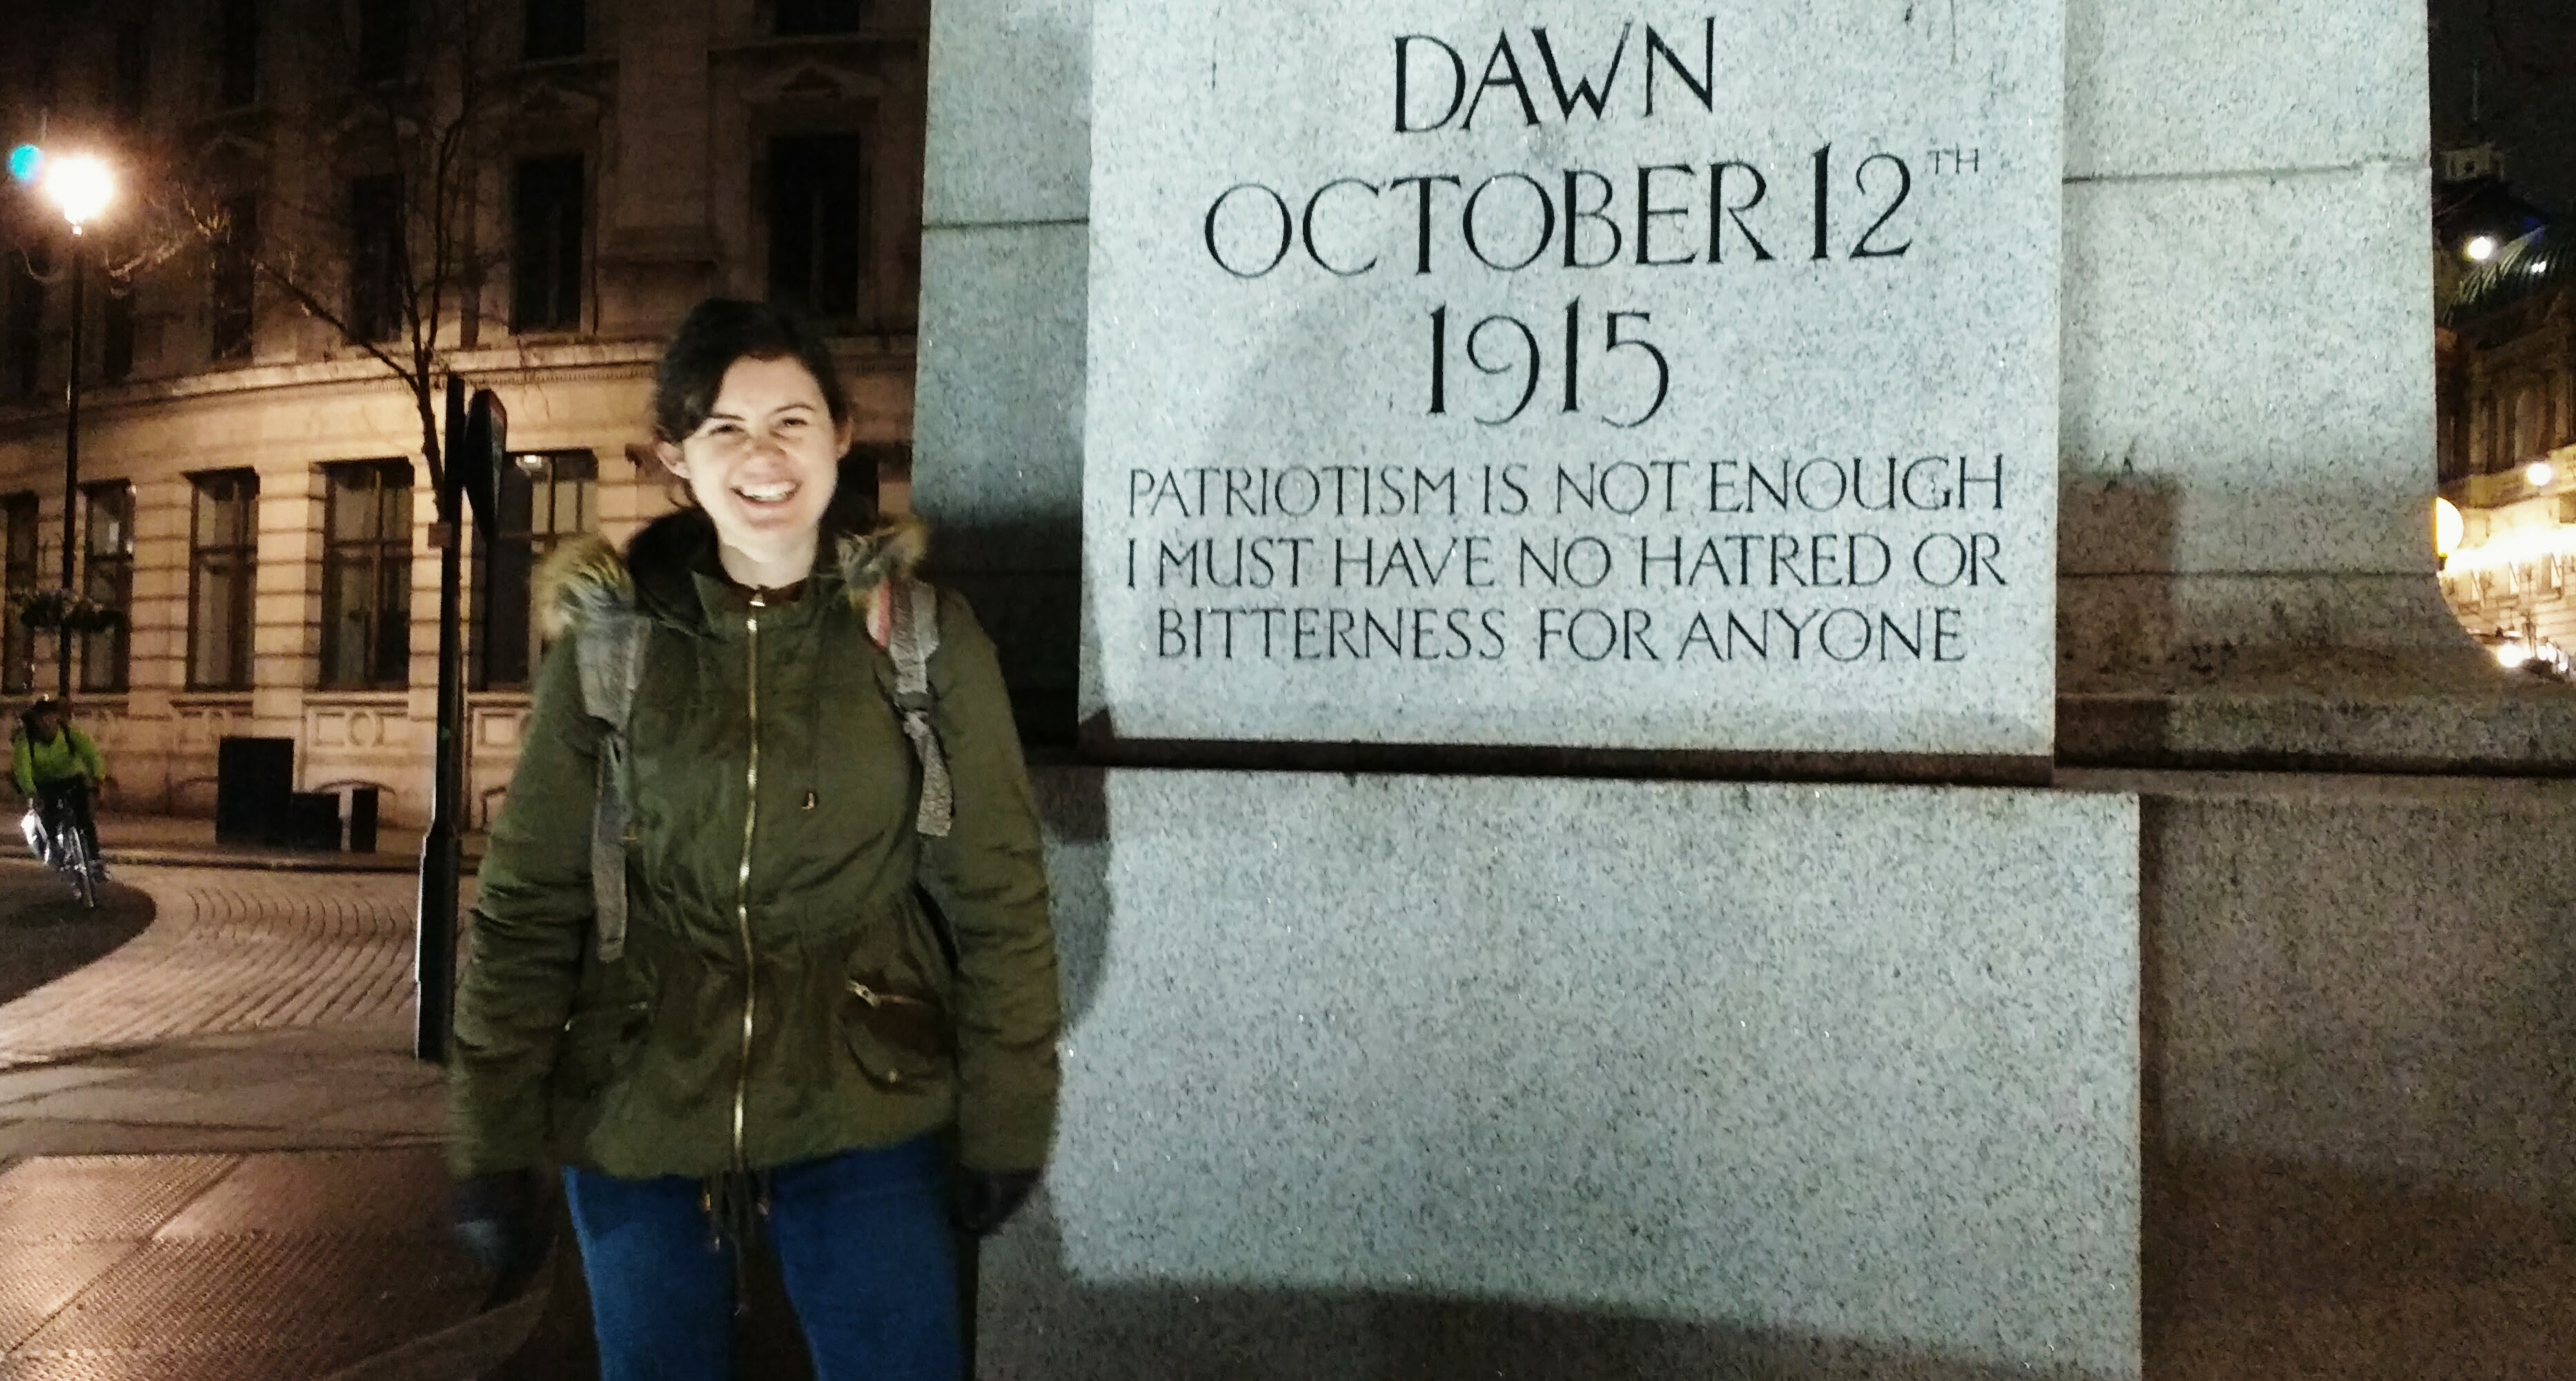 DAWN
OCTOBER 12TH
1915
PATRIOTISM IS NOT ENOUGH
I MUST HAVE NO HATRED OR
BITTERNESS FOR ANYONE